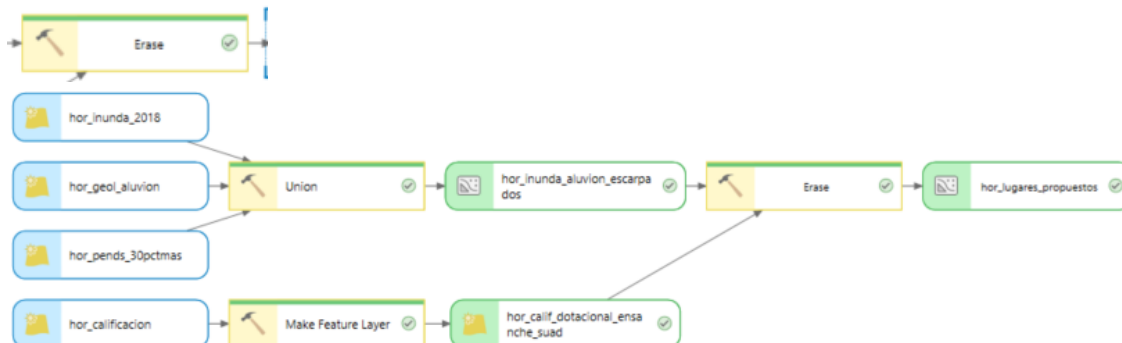 Erase
hor_inunda_2018
hor_geol_aluvion
Union
hor_inunda_aluvion_escarpa
dos
Erase
hor_lugares_propuestos
hor_pends_30pctmas
hor_calificacion
Make Feature Layer
hor_calif_dotacional_ensa
nche_suad